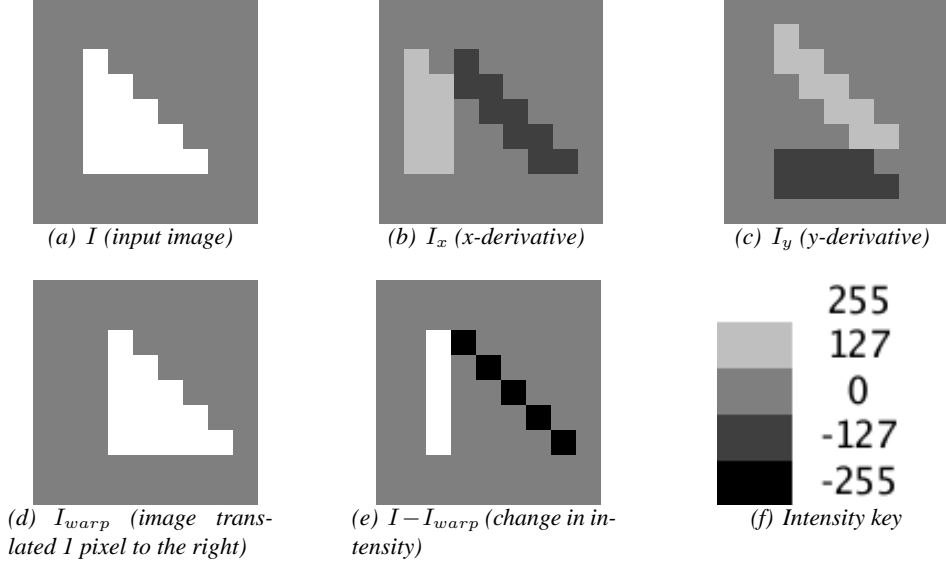 (a) I (input image)
(b) Iₓ (x-derivative)
(c) I_y (y-derivative)
255
127
0
-127
-255
(d) I_warp (image trans-
lated 1 pixel to the right)
(e) I−I_warp (change in in-
tensity)
(f) Intensity key